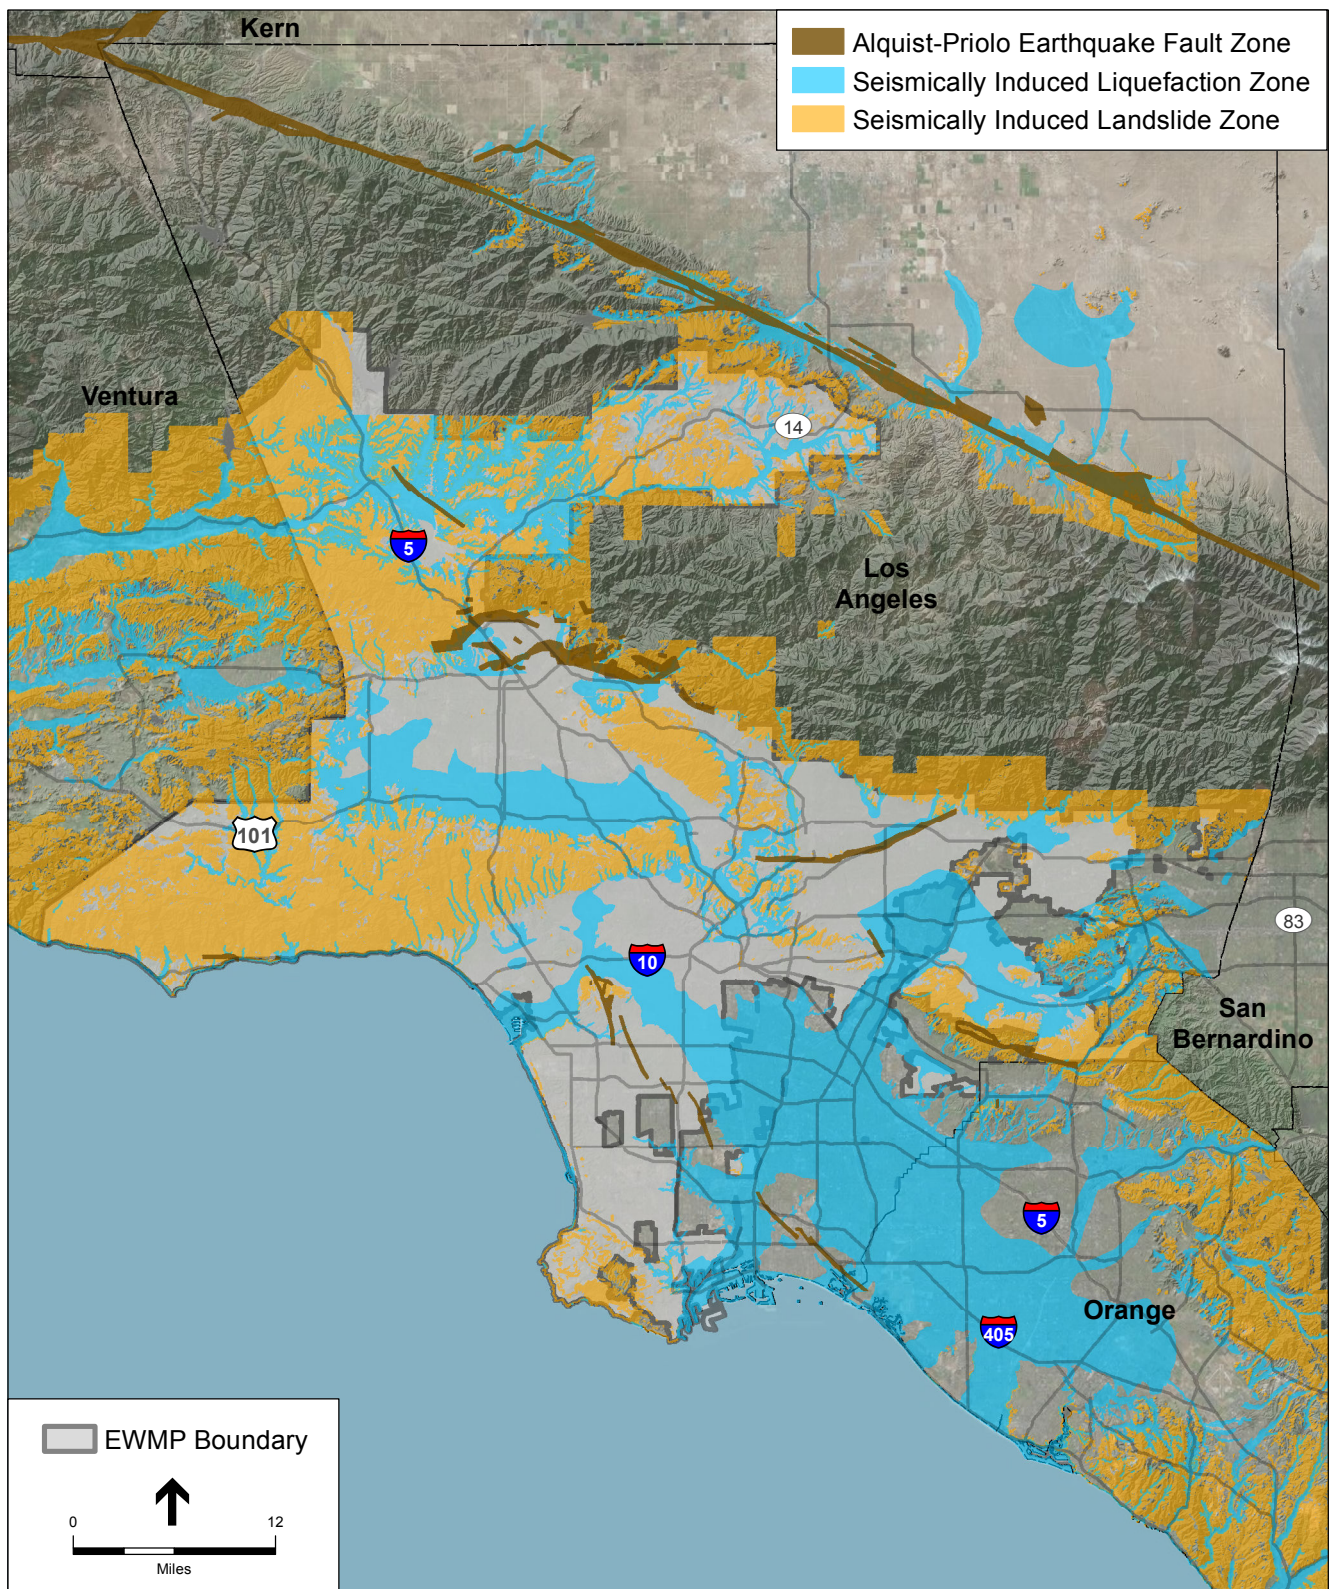 Kern
Alquist-Priolo Earthquake Fault Zone
Seismically Induced Liquefaction Zone
Seismically Induced Landslide Zone
Ventura
14
5
Los
Angeles
101
83
10
San
Bernardino
5
Orange
405
EWMP Boundary
0 12
Miles